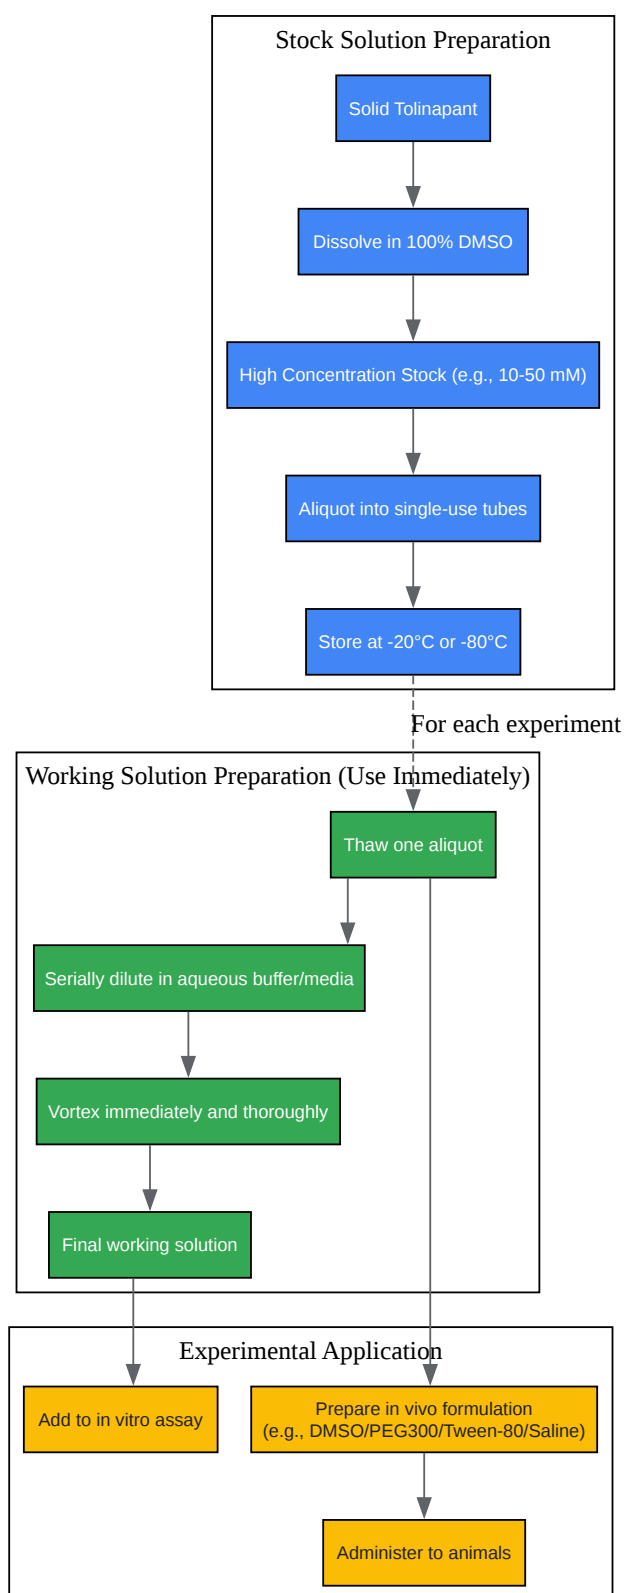 Stock Solution Preparation
Solid Tolinapant
Dissolve in 100% DMSO
High Concentration Stock (e.g., 10-50 mM)
Aliquot into single-use tubes
Store at -20°C or -80°C
For each experiment
Working Solution Preparation (Use Immediately)
Thaw one aliquot
Serially dilute in aqueous buffer/media
Vortex immediately and thoroughly
Final working solution
Experimental Application
Add to in vitro assay
Prepare in vivo formulation
(e.g., DMSO/PEG300/Tween-80/Saline)
Administer to animals